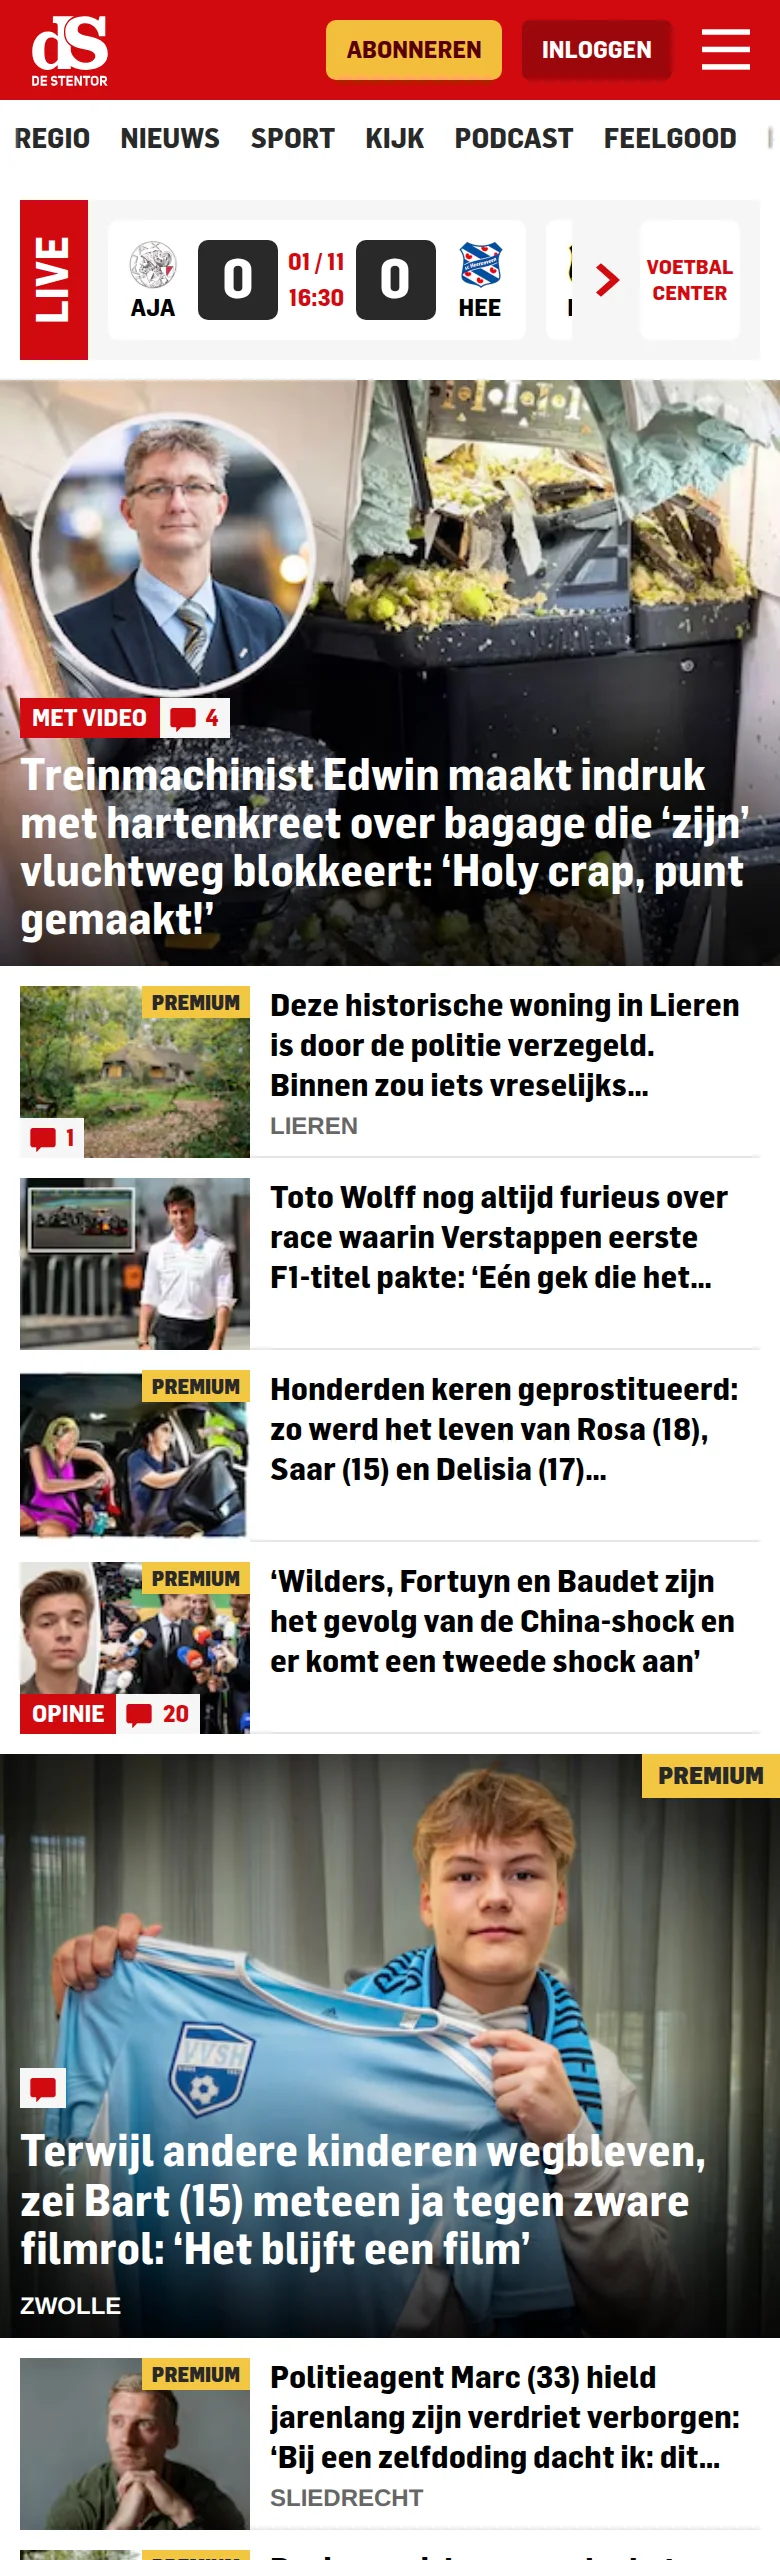 dS
DE STENTOR
ABONNEREN
INLOGGEN
REGIO NIEUWS SPORT KIJK PODCAST FEELGOOD
LIVE
AJA
0
01 / 11
16:30
0
HEE
VOETBAL
CENTER
MET VIDEO
4
Treinmachinist Edwin maakt indruk
met hartenkreet over bagage die ‘zijn’
vluchtweg blokkeert: ‘Holy crap, punt
gemaakt!’
PREMIUM
1
Deze historische woning in Lieren
is door de politie verzegeld.
Binnen zou iets vreselijks...
LIEREN
Toto Wolff nog altijd furieus over
race waarin Verstappen eerste
F1-titel pakte: ‘Eén gek die het...
PREMIUM
Honderden keren geprostitueerd:
zo werd het leven van Rosa (18),
Saar (15) en Delisia (17)...
PREMIUM
OPINIE
20
‘Wilders, Fortuyn en Baudet zijn
het gevolg van de China-shock en
er komt een tweede shock aan’
PREMIUM
VVSH
Terwijl andere kinderen wegbleven,
zei Bart (15) meteen ja tegen zware
filmrol: ‘Het blijft een film’
ZWOLLE
PREMIUM
Politieagent Marc (33) hield
jarenlang zijn verdriet verborgen:
‘Bij een zelfdoding dacht ik: dit...
SLIEDRECHT